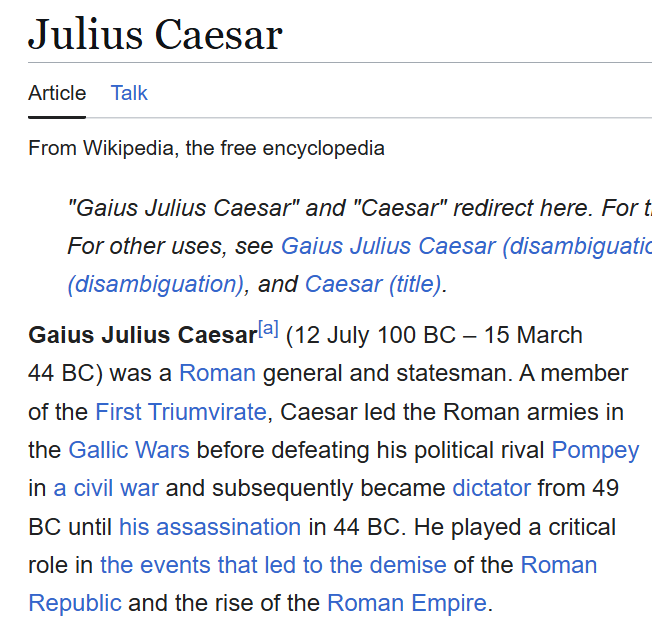 Julius Caesar
Article Talk
From Wikipedia, the free encyclopedia
"Gaius Julius Caesar" and "Caesar" redirect here. For
For other uses, see Gaius Julius Caesar
(disambiguation), and Caesar (title).
Gaius Julius Caesar[a] (12 July 100 BC – 15 March
44 BC) was a Roman general and statesman. A member
of the First Triumvirate, Caesar led the Roman armies in
the Gallic Wars before defeating his political rival Pompey
in a civil war and subsequently became dictator from 49
BC until his assassination in 44 BC. He played a critical
role in the events that led to the demise of the Roman
Republic and the rise of the Roman Empire.